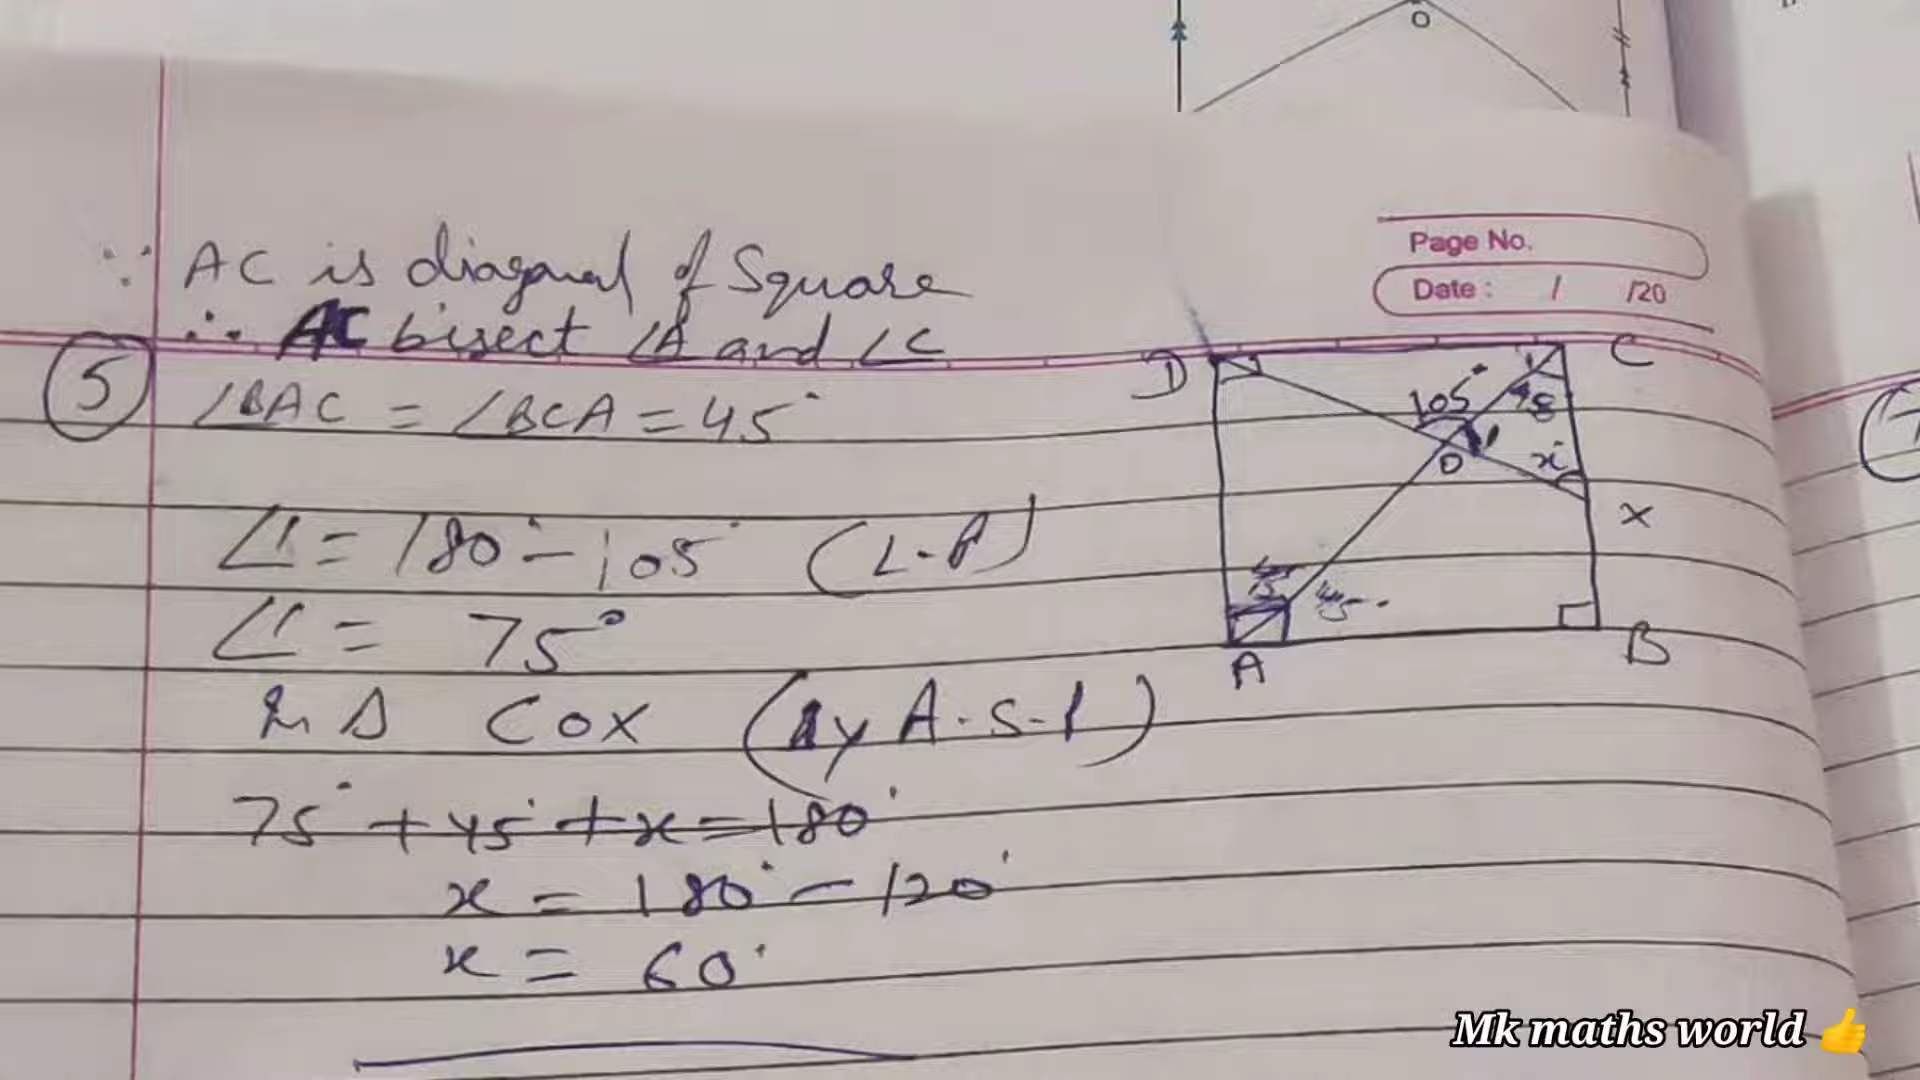 O
Page No.
Date : / /20
∵ AC is diagonal of Square
∴ AC bisect ∠A and ∠C
5 ∠BAC = ∠BCA = 45°
∠1 = 180° - 105° (L.P)
∠1 = 75°
In Δ COX (by A.S.P)
75° + 45° + x = 180°
x = 180° - 120°
x = 60°
D C
105° 45
1
O x
X
45 45°
A B
Mk maths world 👍